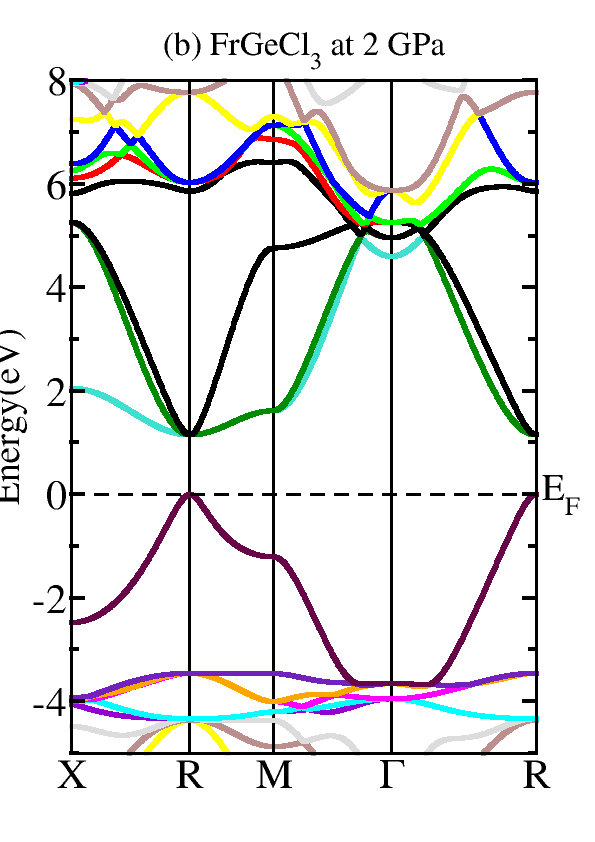 (b) FrGeCl3 at 2 GPa
Energy(eV)
8
6
4
2
0
-2
-4
EF
X R M Γ R